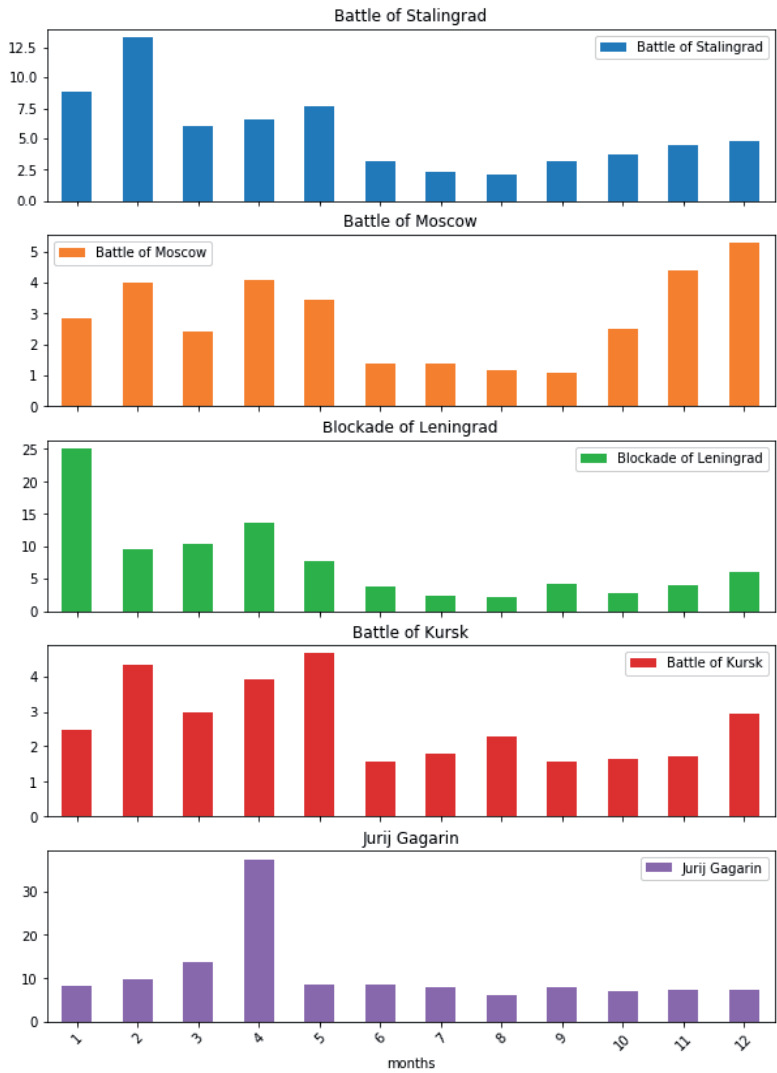 Battle of Stalingrad
Battle of Stalingrad
12.5
10.0
7.5
5.0
2.5
0.0
Battle of Moscow
Battle of Moscow
5
4
3
2
1
0
Blockade of Leningrad
Blockade of Leningrad
25
20
15
10
5
0
Battle of Kursk
Battle of Kursk
4
3
2
1
0
Jurij Gagarin
Jurij Gagarin
30
20
10
0
1 2 3 4 5 6 7 8 9 10 11 12
months